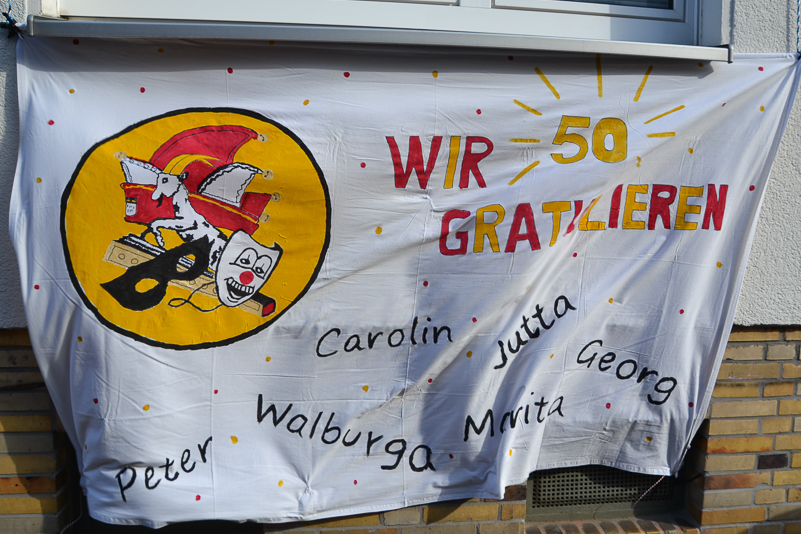 WIR 50
GRATULIEREN
Carolin Jutta Georg
Walburga Marita
Peter